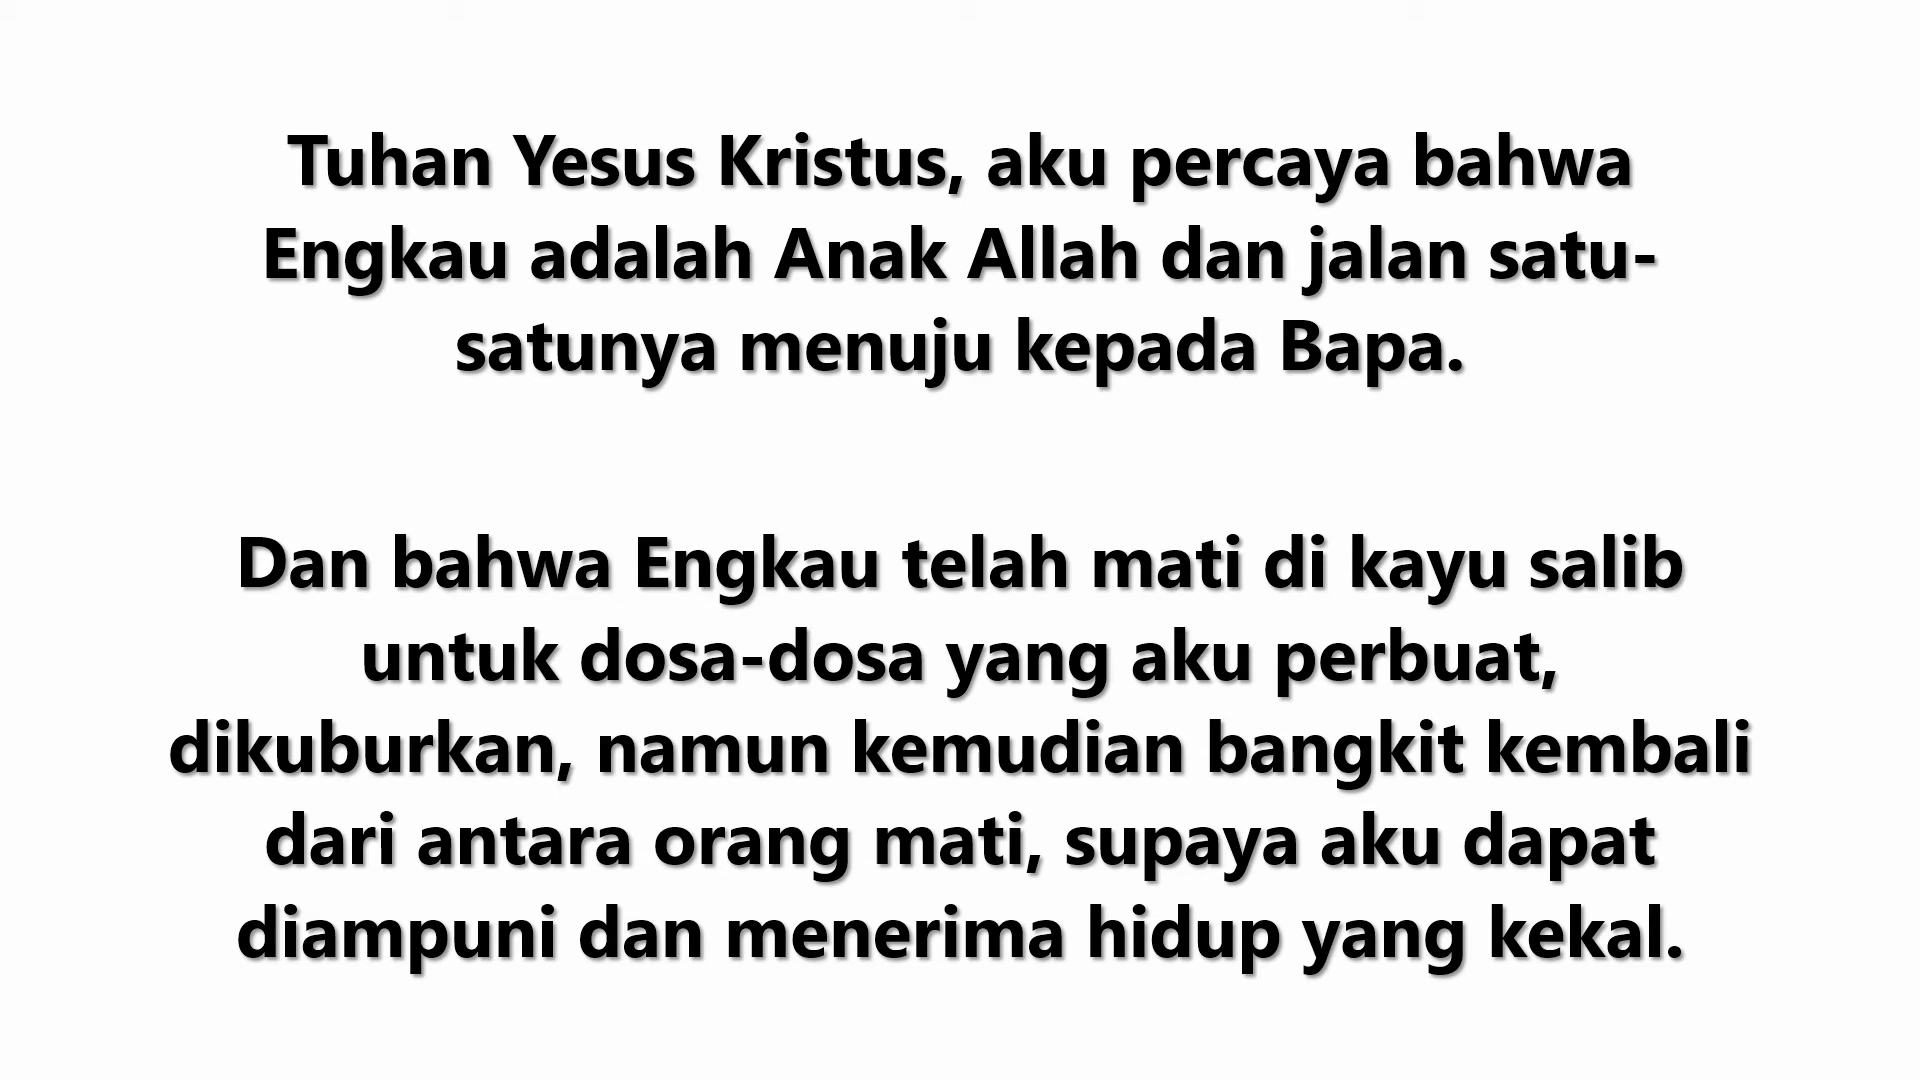 Tuhan Yesus Kristus, aku percaya bahwa
Engkau adalah Anak Allah dan jalan satu-
satunya menuju kepada Bapa.
Dan bahwa Engkau telah mati di kayu salib
untuk dosa-dosa yang aku perbuat,
dikuburkan, namun kemudian bangkit kembali
dari antara orang mati, supaya aku dapat
diampuni dan menerima hidup yang kekal.